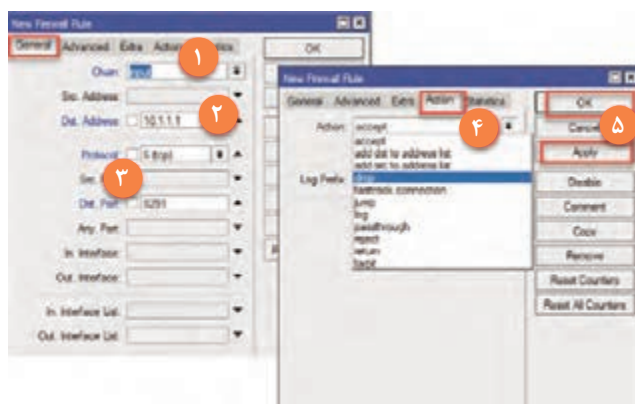 New Firewall Rule
General Advanced Extra Action Statistics
OK
Chain: input
۱
Src. Address:
Dst. Address: 10.1.1.1
۲
Protocol: 6 (tcp)
Src.
۳
Dst. Port: 8291
Any. Port:
In. Interface:
Out. Interface:
In. Interface List:
Out. Interface List:
New Firewall Rule
General Advanced Extra Action Statistics
Action: accept
۴
accept
add dst to address list
add src to address list
drop
fasttrack connection
jump
log
passthrough
reject
return
tarpit
Log Prefix:
OK
Cancel
۵
Apply
Disable
Comment
Copy
Remove
Reset Counters
Reset All Counters